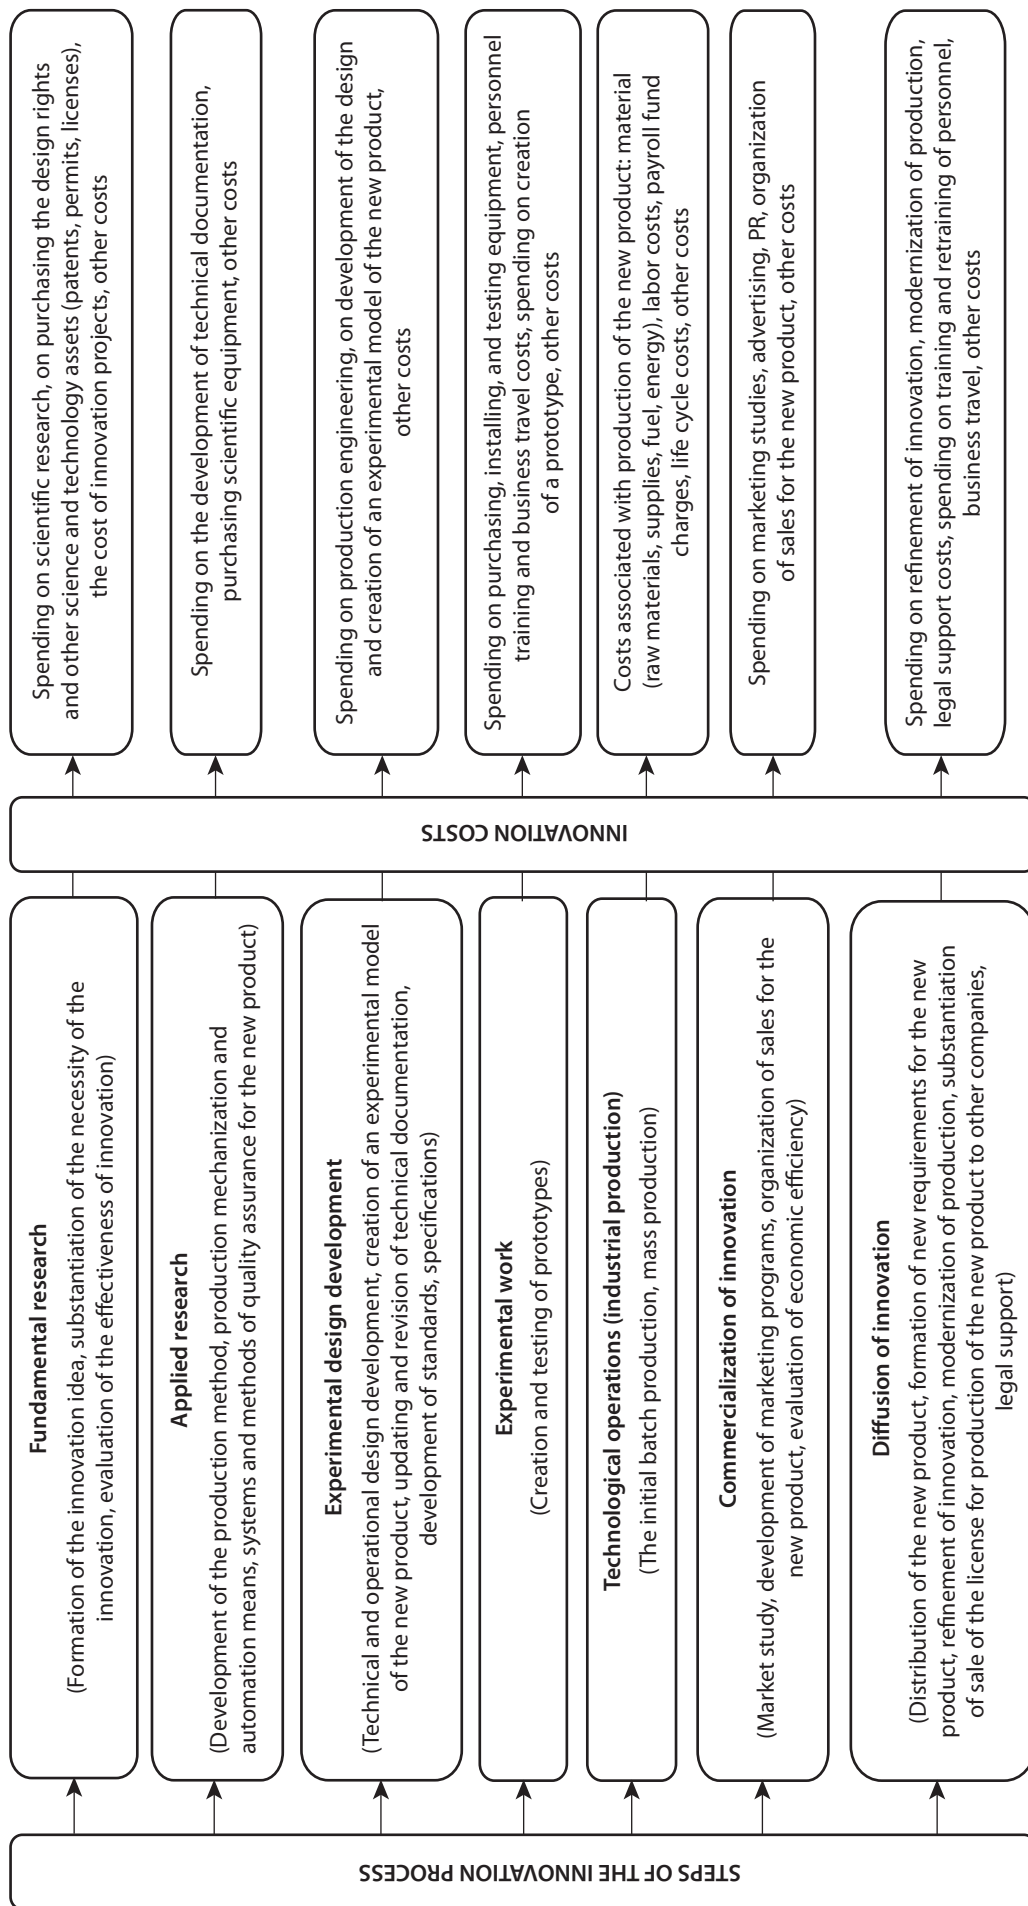 STEPS OF THE INNOVATION PROCESS
Fundamental research
(Formation of the innovation idea, substantiation of the necessity of the
innovation, evaluation of the effectiveness of innovation)
Applied research
(Development of the production method, production mechanization and
automation means, systems and methods of quality assurance for the new product)
Experimental design development
(Technical and operational design development, creation of an experimental model
of the new product, updating and revision of technical documentation,
development of standards, specifications)
Experimental work
(Creation and testing of prototypes)
Technological operations (industrial production)
(The initial batch production, mass production)
Commercialization of innovation
(Market study, development of marketing programs, organization of sales for the
new product, evaluation of economic efficiency)
Diffusion of innovation
(Distribution of the new product, formation of new requirements for the new
product, refinement of innovation, modernization of production, substantiation
of sale of the license for production of the new product to other companies,
legal support)
INNOVATION COSTS
Spending on scientific research, on purchasing the design rights
and other science and technology assets (patents, permits, licenses),
the cost of innovation projects, other costs
Spending on the development of technical documentation,
purchasing scientific equipment, other costs
Spending on production engineering, on development of the design
and creation of an experimental model of the new product,
other costs
Spending on purchasing, installing, and testing equipment, personnel
training and business travel costs, spending on creation
of a prototype, other costs
Costs associated with production of the new product: material
(raw materials, supplies, fuel, energy), labor costs, payroll fund
charges, life cycle costs, other costs
Spending on marketing studies, advertising, PR, organization
of sales for the new product, other costs
Spending on refinement of innovation, modernization of production,
legal support costs, spending on training and retraining of personnel,
business travel, other costs